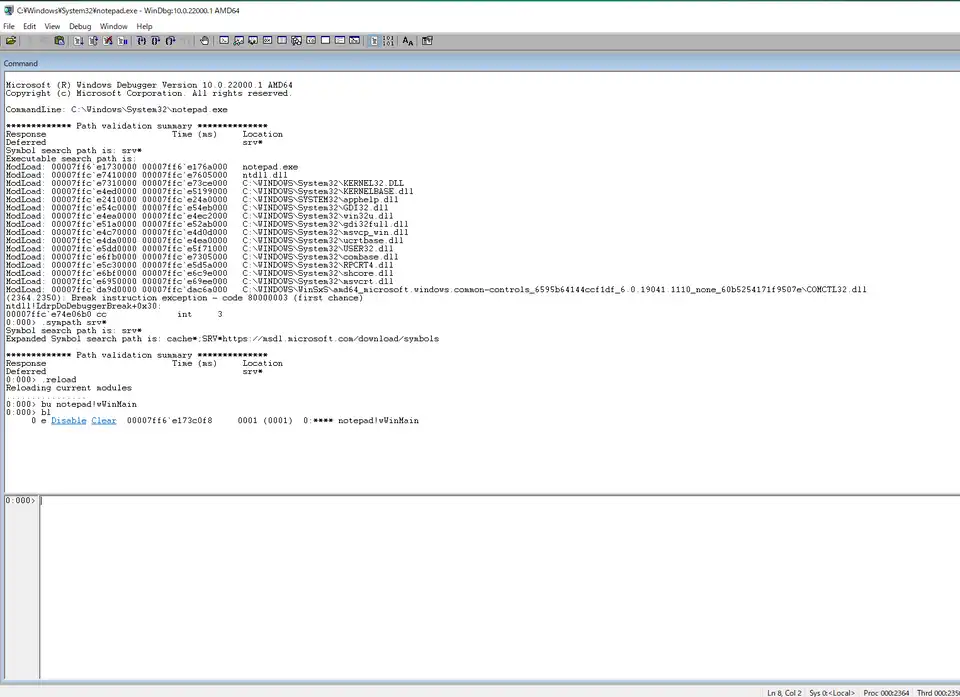 C:¥Windows¥System32¥notepad.exe - WinDbg:10.0.22000.1 AMD64
File Edit View Debug Window Help
Command
Microsoft (R) Windows Debugger Version 10.0.22000.1 AMD64
Copyright (c) Microsoft Corporation. All rights reserved.
CommandLine: C:\Windows\System32\notepad.exe
************* Path validation summary **************
Response Time (ms) Location
Deferred srv*
Symbol search path is: srv*
Executable search path is:
ModLoad: 00007ff6`e1730000 00007ff6`e176a000 notepad.exe
ModLoad: 00007ffc`e7410000 00007ffc`e7605000 ntdll.dll
ModLoad: 00007ffc`e7310000 00007ffc`e73ce000 C:\WINDOWS\System32\KERNEL32.DLL
ModLoad: 00007ffc`e4ed0000 00007ffc`e5199000 C:\WINDOWS\System32\KERNELBASE.dll
ModLoad: 00007ffc`e2410000 00007ffc`e24a0000 C:\WINDOWS\SYSTEM32\apphelp.dll
ModLoad: 00007ffc`e54c0000 00007ffc`e54eb000 C:\WINDOWS\System32\GDI32.dll
ModLoad: 00007ffc`e4ea0000 00007ffc`e4ec2000 C:\WINDOWS\System32\win32u.dll
ModLoad: 00007ffc`e51a0000 00007ffc`e52ab000 C:\WINDOWS\System32\gdi32full.dll
ModLoad: 00007ffc`e4c70000 00007ffc`e4d0d000 C:\WINDOWS\System32\msvcp_win.dll
ModLoad: 00007ffc`e4da0000 00007ffc`e4ea0000 C:\WINDOWS\System32\ucrtbase.dll
ModLoad: 00007ffc`e5dd0000 00007ffc`e5f71000 C:\WINDOWS\System32\USER32.dll
ModLoad: 00007ffc`e6fb0000 00007ffc`e7305000 C:\WINDOWS\System32\combase.dll
ModLoad: 00007ffc`e5c30000 00007ffc`e5d5a000 C:\WINDOWS\System32\RPCRT4.dll
ModLoad: 00007ffc`e6bf0000 00007ffc`e6c9e000 C:\WINDOWS\System32\shcore.dll
ModLoad: 00007ffc`e6950000 00007ffc`e69ee000 C:\WINDOWS\System32\msvcrt.dll
ModLoad: 00007ffc`da9d0000 00007ffc`dac6a000 C:\WINDOWS\WinSxS\amd64_microsoft.windows.common-controls_6595b64144ccf1df_6.0.19041.1110_none_60b5254171f9507e\COMCTL32.dll
(2364.2350): Break instruction exception - code 80000003 (first chance)
ntdll!LdrpDoDebuggerBreak+0x30:
00007ffc`e74e06b0 cc int 3
0:000> .sympath srv*
Symbol search path is: srv*
Expanded Symbol search path is: cache*;SRV*https://msdl.microsoft.com/download/symbols
************* Path validation summary **************
Response Time (ms) Location
Deferred srv*
0:000> .reload
Reloading current modules
................
0:000> bu notepad!wWinMain
0:000> bl
0 e Disable Clear 00007ff6`e173c0f8 0001 (0001) 0:**** notepad!wWinMain
0:000>
Ln 8, Col 2 Sys 0:<Local> Proc 000:2364 Thrd 000:235